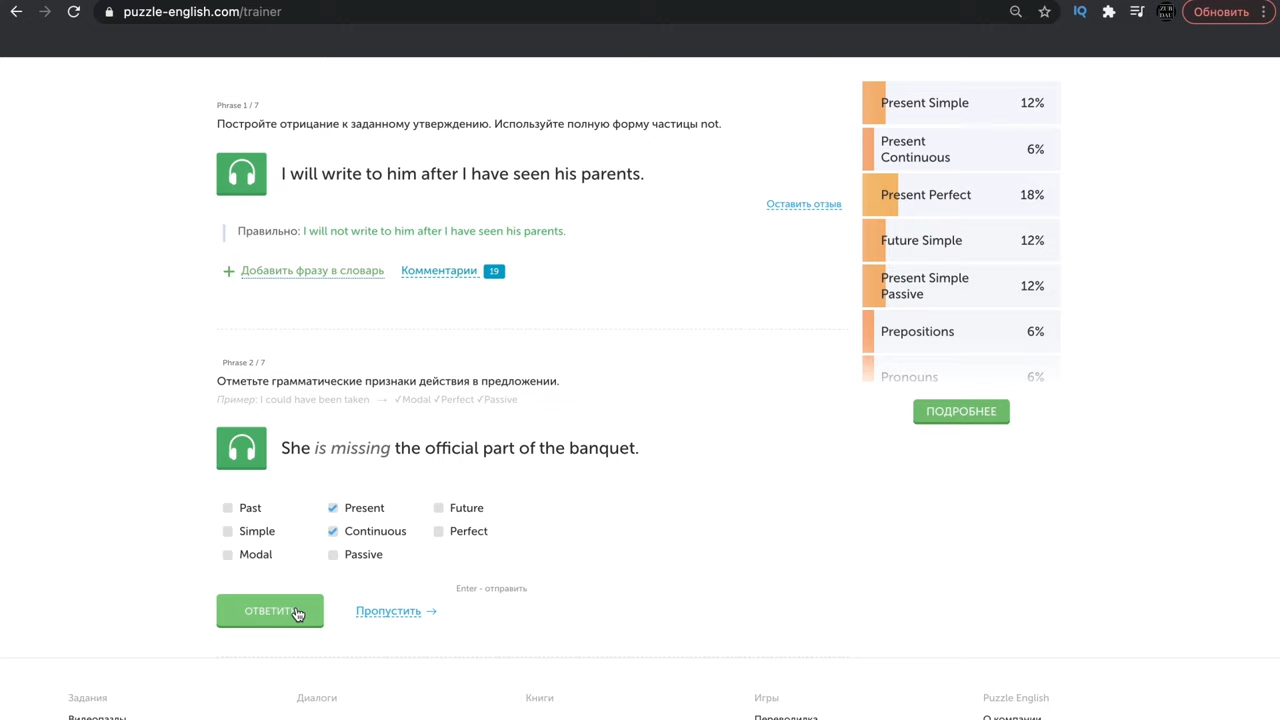 puzzle-english.com/trainer
IQ
Обновить
Phrase 1 / 7
Постройте отрицание к заданному утверждению. Используйте полную форму частицы not.
I will write to him after I have seen his parents.
Оставить отзыв
Правильно: I will not write to him after I have seen his parents.
+ Добавить фразу в словарь
Комментарии 19
Phrase 2 / 7
Отметьте грамматические признаки действия в предложении.
Пример: I could have been taken → ✓Modal ✓Perfect ✓Passive
She is missing the official part of the banquet.
Past Present Future
Simple Continuous Perfect
Modal Passive
Enter - отправить
ОТВЕТИТЬ
Пропустить →
Present Simple 12%
Present
Continuous 6%
Present Perfect 18%
Future Simple 12%
Present Simple
Passive 12%
Prepositions 6%
Pronouns 6%
ПОДРОБНЕЕ
Задания Диалоги Книги Игры Puzzle English
Видеопазлы Переводилка О компании